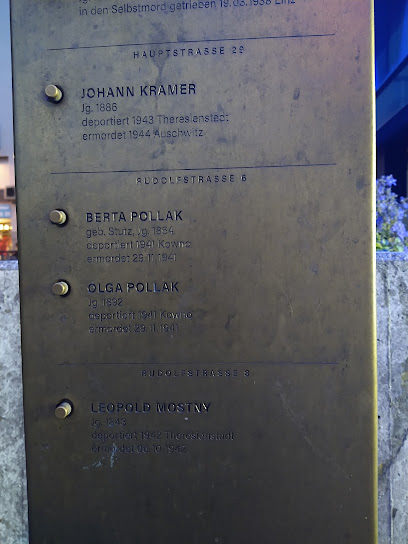 in den Selbstmord getrieben 19.03.1938 Linz
HAUPTSTRASSE 29
JOHANN KRAMER
Jg. 1886
deportiert 1943 Theresienstadt
ermordet 1944 Auschwitz
RUDOLFSTRASSE 6
BERTA POLLAK
geb. Stutz, Jg.
deportiert 1941 Kowno
ermordet 29.11.1941
OLGA POLLAK
Jg. 1892
deportiert 1941 Kowno
ermordet 29.11.1941
RUDOLFSTRASSE
LEOPOLD MOSTNY
Jg.
deportiert 1942 Theresienstadt
ermordet